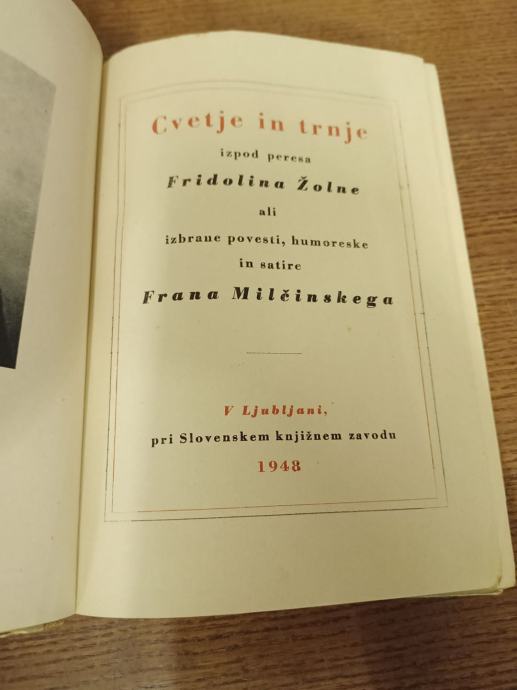 Cvetje in trnje
izpod peresa
Fridolina Žolne
ali
izbrane povesti, humoreske
in satire
Frana Milčinskega
V Ljubljani,
pri Slovenskem knjižnem zavodu
1948